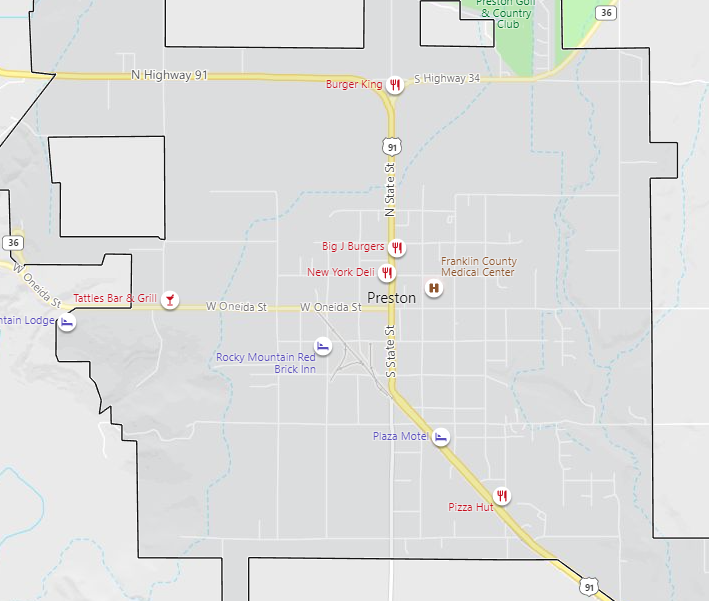 Preston Golf
& Country
Club
36
N Highway 91
S Highway 34
Burger King
91
N State St
Big J Burgers
36
New York Deli
Franklin County
Medical Center
W Oneida St
Tattles Bar & Grill
Preston
W Oneida St
W Oneida St
ntain Lodge
S State St
Rocky Mountain Red
Brick Inn
Plaza Motel
Pizza Hut
91